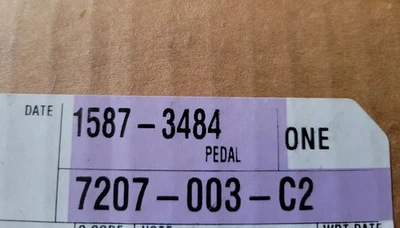 DATE 1587-3484 ONE
PEDAL
7207-003-C2